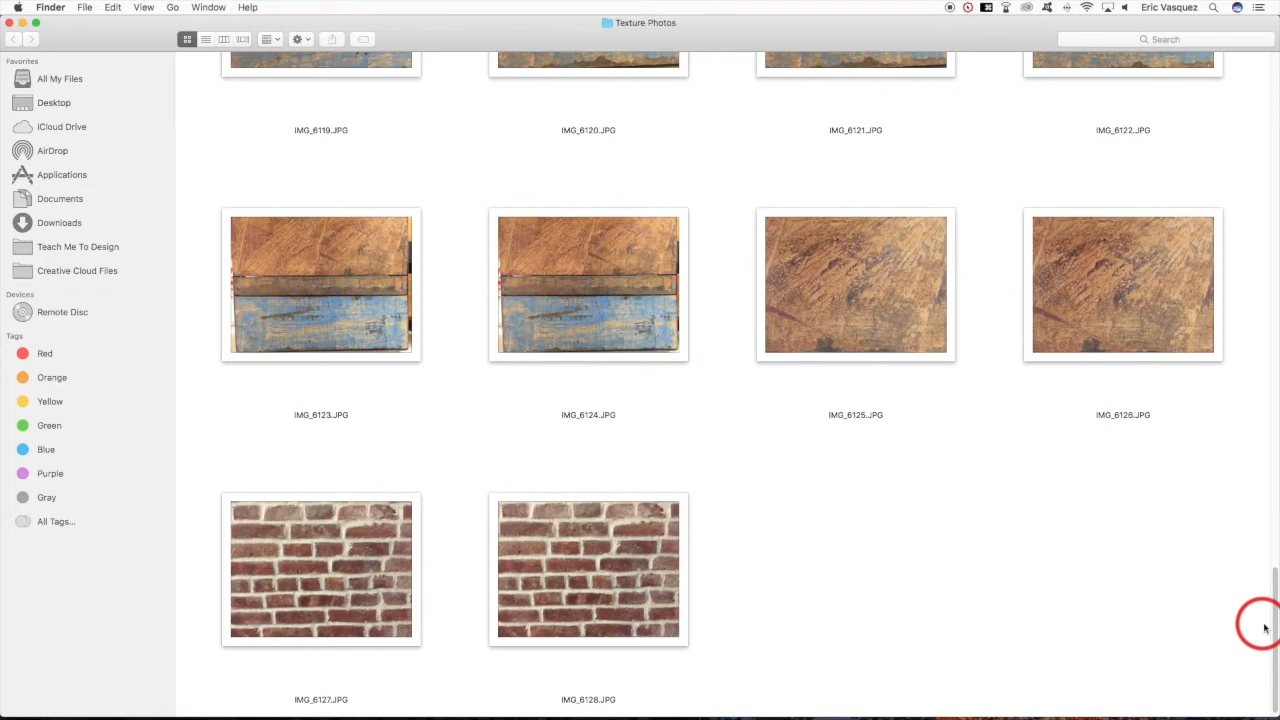 Finder File Edit View Go Window Help Eric Vasquez
Texture Photos
Search
Favorites
All My Files
Desktop
iCloud Drive
AirDrop
Applications
Documents
Downloads
Teach Me To Design
Creative Cloud Files
Devices
Remote Disc
Tags
Red
Orange
Yellow
Green
Blue
Purple
Gray
All Tags...
IMG_6119.JPG IMG_6120.JPG IMG_6121.JPG IMG_6122.JPG
IMG_6123.JPG IMG_6124.JPG IMG_6125.JPG IMG_6126.JPG
IMG_6127.JPG IMG_6128.JPG